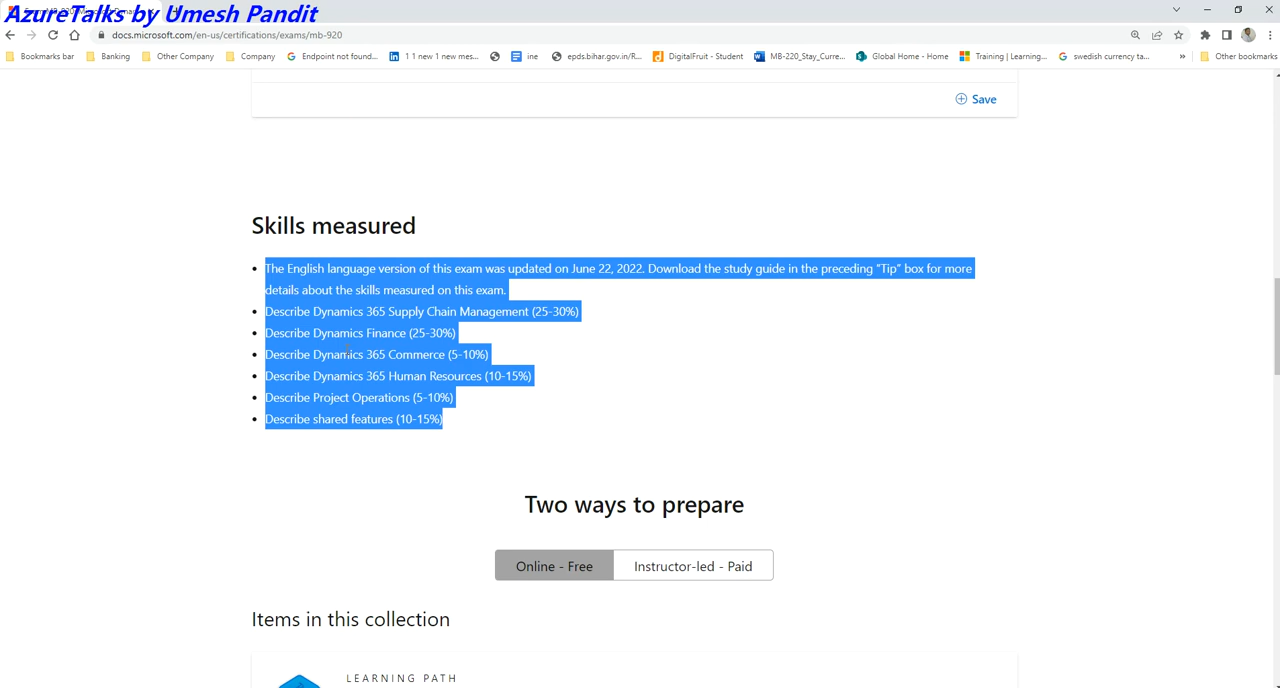 AzureTalks by Umesh Pandit
docs.microsoft.com/en-us/certifications/exams/mb-920
Bookmarks bar Banking Other Company Company Endpoint not found... 1 1 new 1 new mes... ine epds.bihar.gov.in/R... DigitalFruit - Student MB-220_Stay_Curre... Global Home - Home Training | Learning... swedish currency ta... » Other bookmarks
Save
Skills measured
• The English language version of this exam was updated on June 22, 2022. Download the study guide in the preceding “Tip” box for more
details about the skills measured on this exam.
• Describe Dynamics 365 Supply Chain Management (25-30%)
• Describe Dynamics Finance (25-30%)
• Describe Dynamics 365 Commerce (5-10%)
• Describe Dynamics 365 Human Resources (10-15%)
• Describe Project Operations (5-10%)
• Describe shared features (10-15%)
Two ways to prepare
Online - Free Instructor-led - Paid
Items in this collection
LEARNING PATH